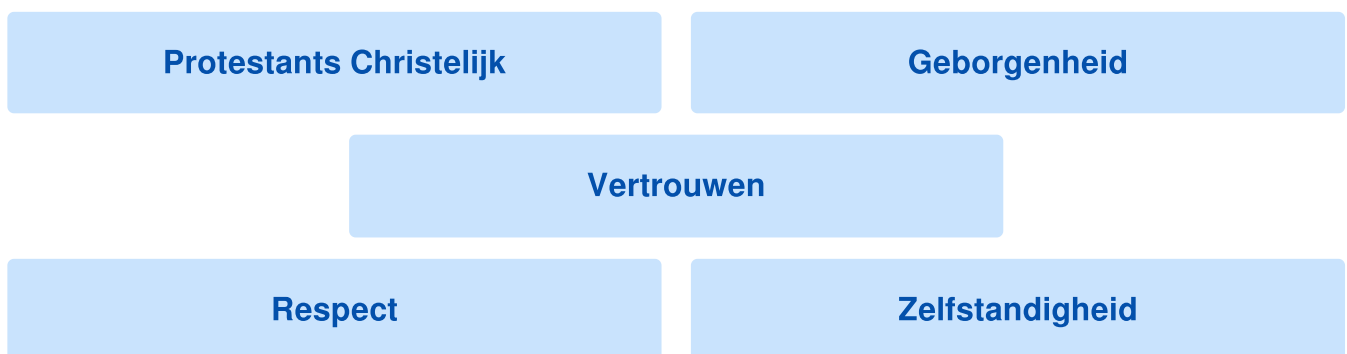 Protestants Christelijk
Geborgenheid
Vertrouwen
Respect
Zelfstandigheid